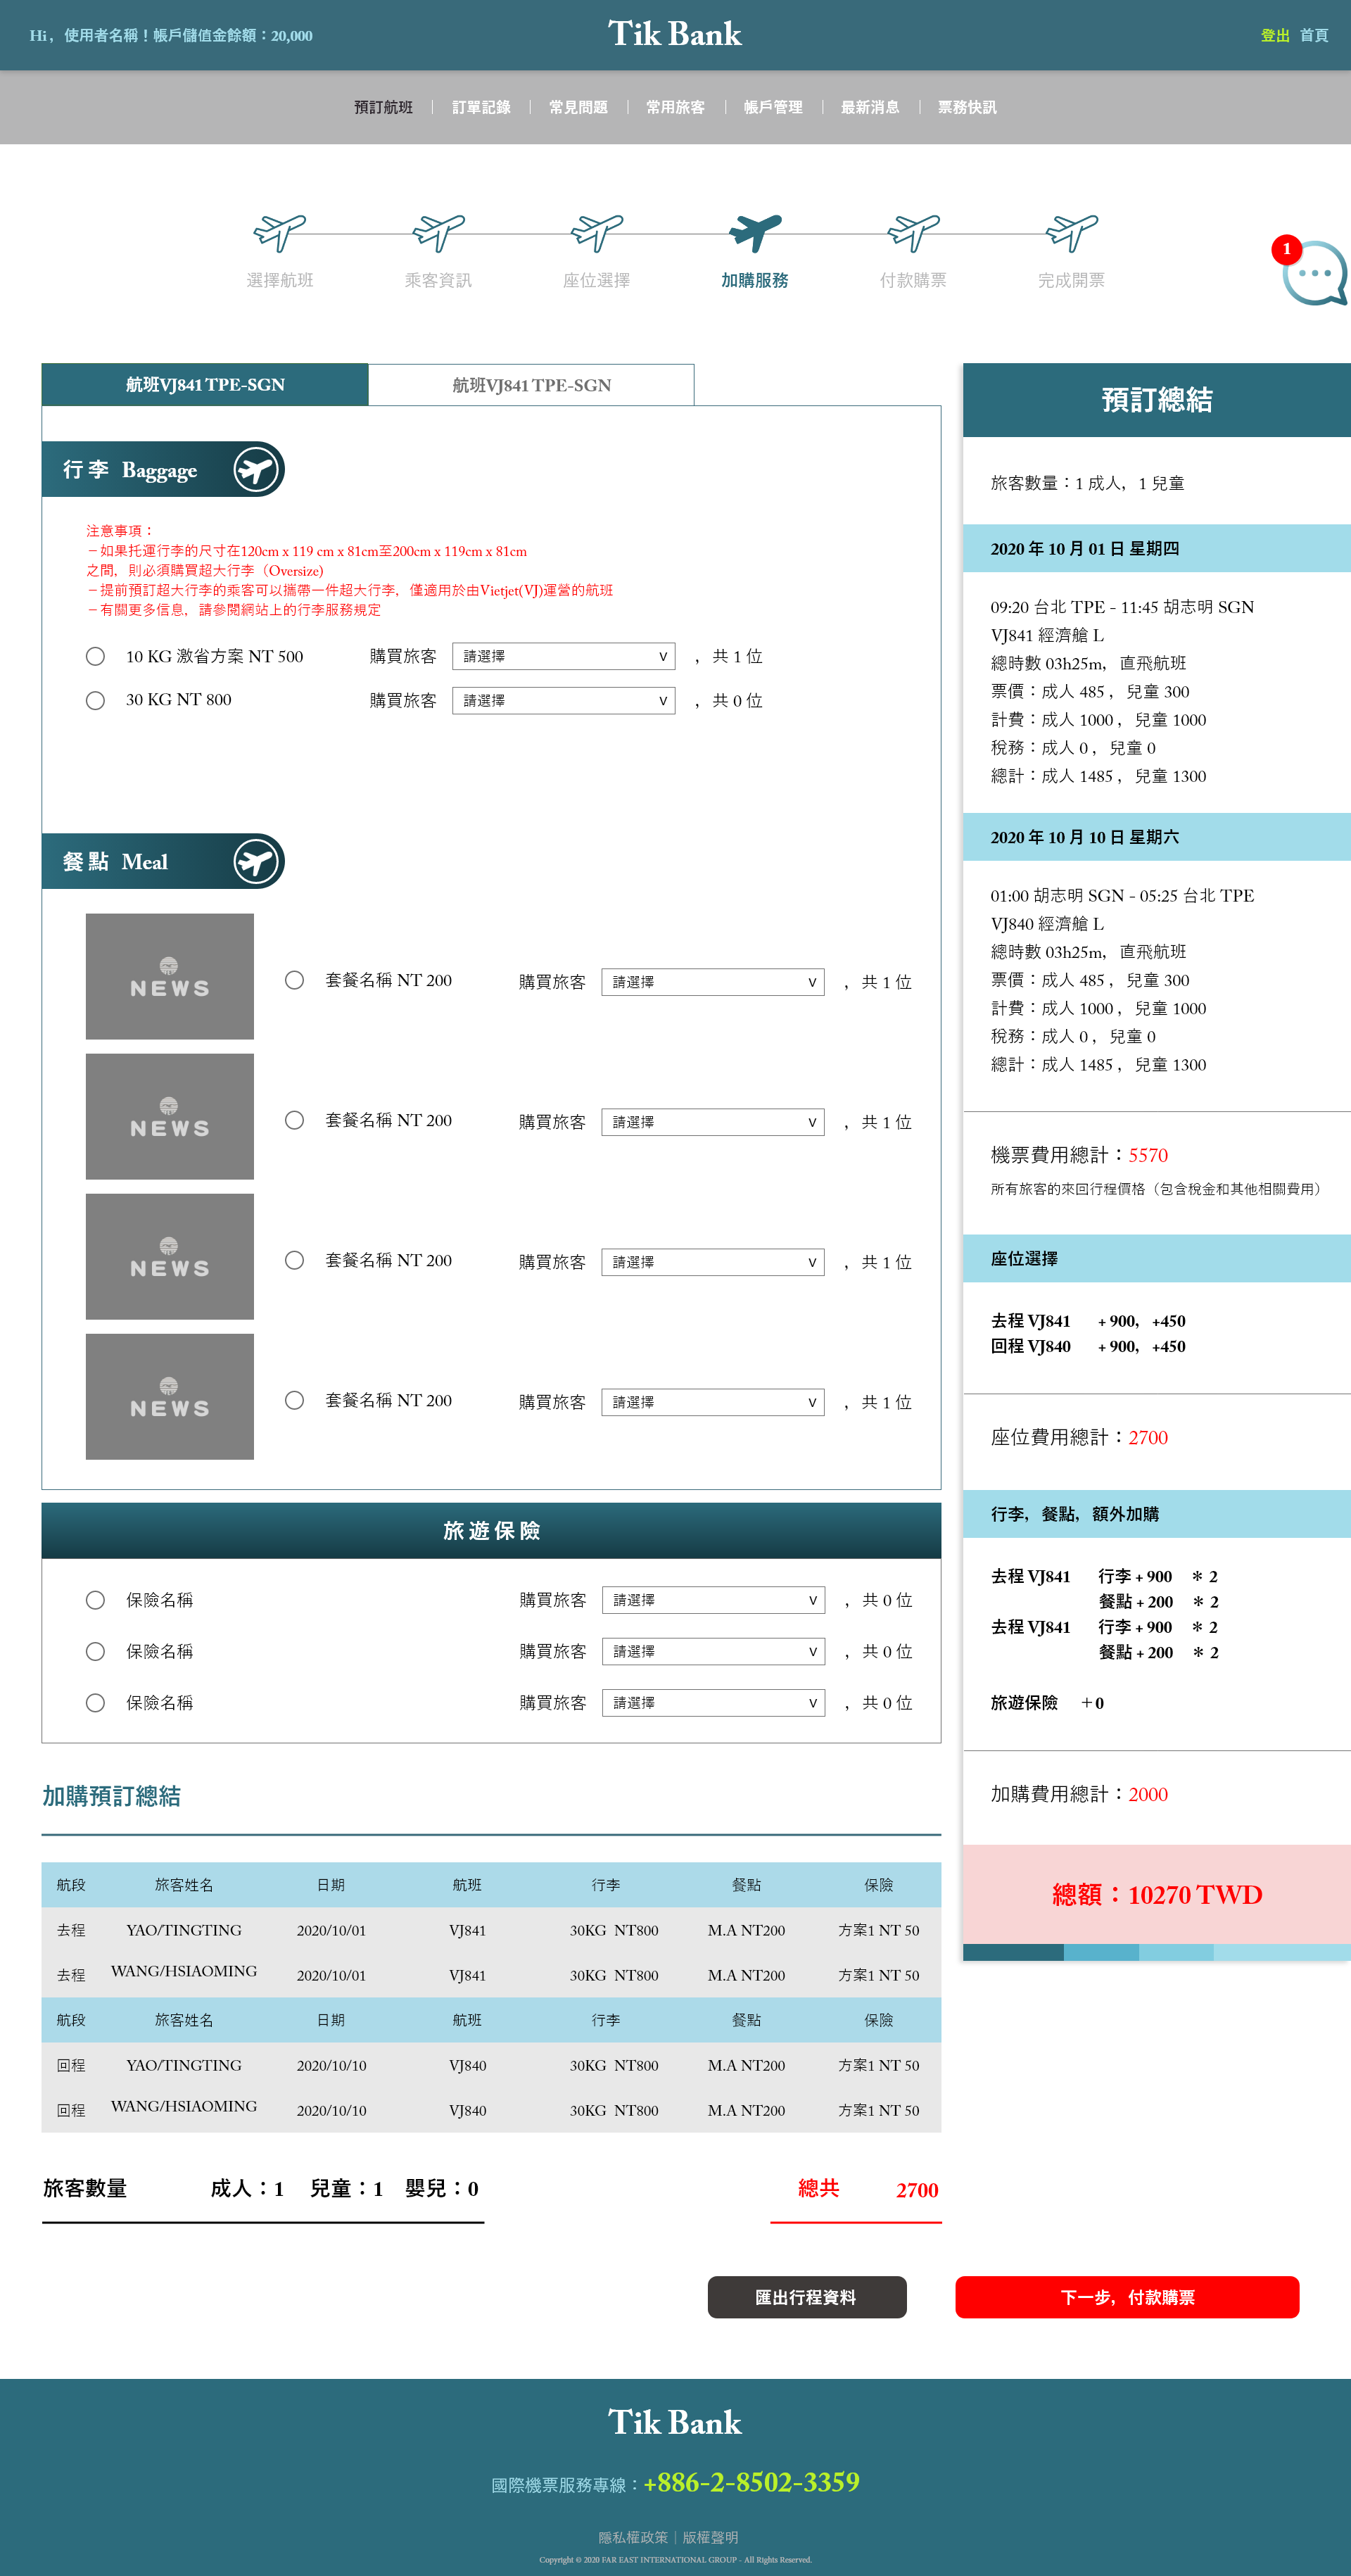 Hi , 使用者名稱！帳戶儲值金餘額：20,000
Tik Bank
登出 首頁
預訂航班 | 訂單記錄 | 常見問題 | 常用旅客 | 帳戶管理 | 最新消息 | 票務快訊
選擇航班 乘客資訊 座位選擇 加購服務 付款購票 完成開票
1
航班VJ841 TPE-SGN 航班VJ841 TPE-SGN
行李 Baggage
注意事項：
－如果托運行李的尺寸在120cm x 119 cm x 81cm至200cm x 119cm x 81cm
之間，則必須購買超大行李（Oversize)
－提前預訂超大行李的乘客可以攜帶一件超大行李，僅適用於由Vietjet(VJ)運營的航班
－有關更多信息，請參閱網站上的行李服務規定
10 KG 激省方案 NT 500 購買旅客 請選擇 V ，共 1 位
30 KG NT 800 購買旅客 請選擇 V ，共 0 位
餐點 Meal
NEWS
套餐名稱 NT 200 購買旅客 請選擇 V ，共 1 位
NEWS
套餐名稱 NT 200 購買旅客 請選擇 V ，共 1 位
NEWS
套餐名稱 NT 200 購買旅客 請選擇 V ，共 1 位
NEWS
套餐名稱 NT 200 購買旅客 請選擇 V ，共 1 位
旅遊保險
保險名稱 購買旅客 請選擇 V ，共 0 位
保險名稱 購買旅客 請選擇 V ，共 0 位
保險名稱 購買旅客 請選擇 V ，共 0 位
加購預訂總結
航段 旅客姓名 日期 航班 行李 餐點 保險
去程 YAO/TINGTING 2020/10/01 VJ841 30KG NT800 M.A NT200 方案1 NT 50
去程 WANG/HSIAOMING 2020/10/01 VJ841 30KG NT800 M.A NT200 方案1 NT 50
航段 旅客姓名 日期 航班 行李 餐點 保險
回程 YAO/TINGTING 2020/10/10 VJ840 30KG NT800 M.A NT200 方案1 NT 50
回程 WANG/HSIAOMING 2020/10/10 VJ840 30KG NT800 M.A NT200 方案1 NT 50
旅客數量 成人：1 兒童：1 嬰兒：0 總共 2700
預訂總結
旅客數量：1 成人，1 兒童
2020 年 10 月 01 日 星期四
09:20 台北 TPE - 11:45 胡志明 SGN
VJ841 經濟艙 L
總時數 03h25m，直飛航班
票價：成人 485 , 兒童 300
計費：成人 1000 , 兒童 1000
稅務：成人 0 , 兒童 0
總計：成人 1485 , 兒童 1300
2020 年 10 月 10 日 星期六
01:00 胡志明 SGN - 05:25 台北 TPE
VJ840 經濟艙 L
總時數 03h25m，直飛航班
票價：成人 485 , 兒童 300
計費：成人 1000 , 兒童 1000
稅務：成人 0 , 兒童 0
總計：成人 1485 , 兒童 1300
機票費用總計：5570
所有旅客的來回行程價格（包含稅金和其他相關費用）
座位選擇
去程 VJ841 + 900，+450
回程 VJ840 + 900，+450
座位費用總計：2700
行李，餐點，額外加購
去程 VJ841 行李 + 900 ＊ 2
餐點 + 200 ＊ 2
去程 VJ841 行李 + 900 ＊ 2
餐點 + 200 ＊ 2
旅遊保險 ＋0
加購費用總計：2000
總額：10270 TWD
匯出行程資料 下一步，付款購票
Tik Bank
國際機票服務專線：+886-2-8502-3359
隱私權政策｜版權聲明
Copyright © 2020 FAR EAST INTERNATIONAL GROUP - All Rights Reserved.